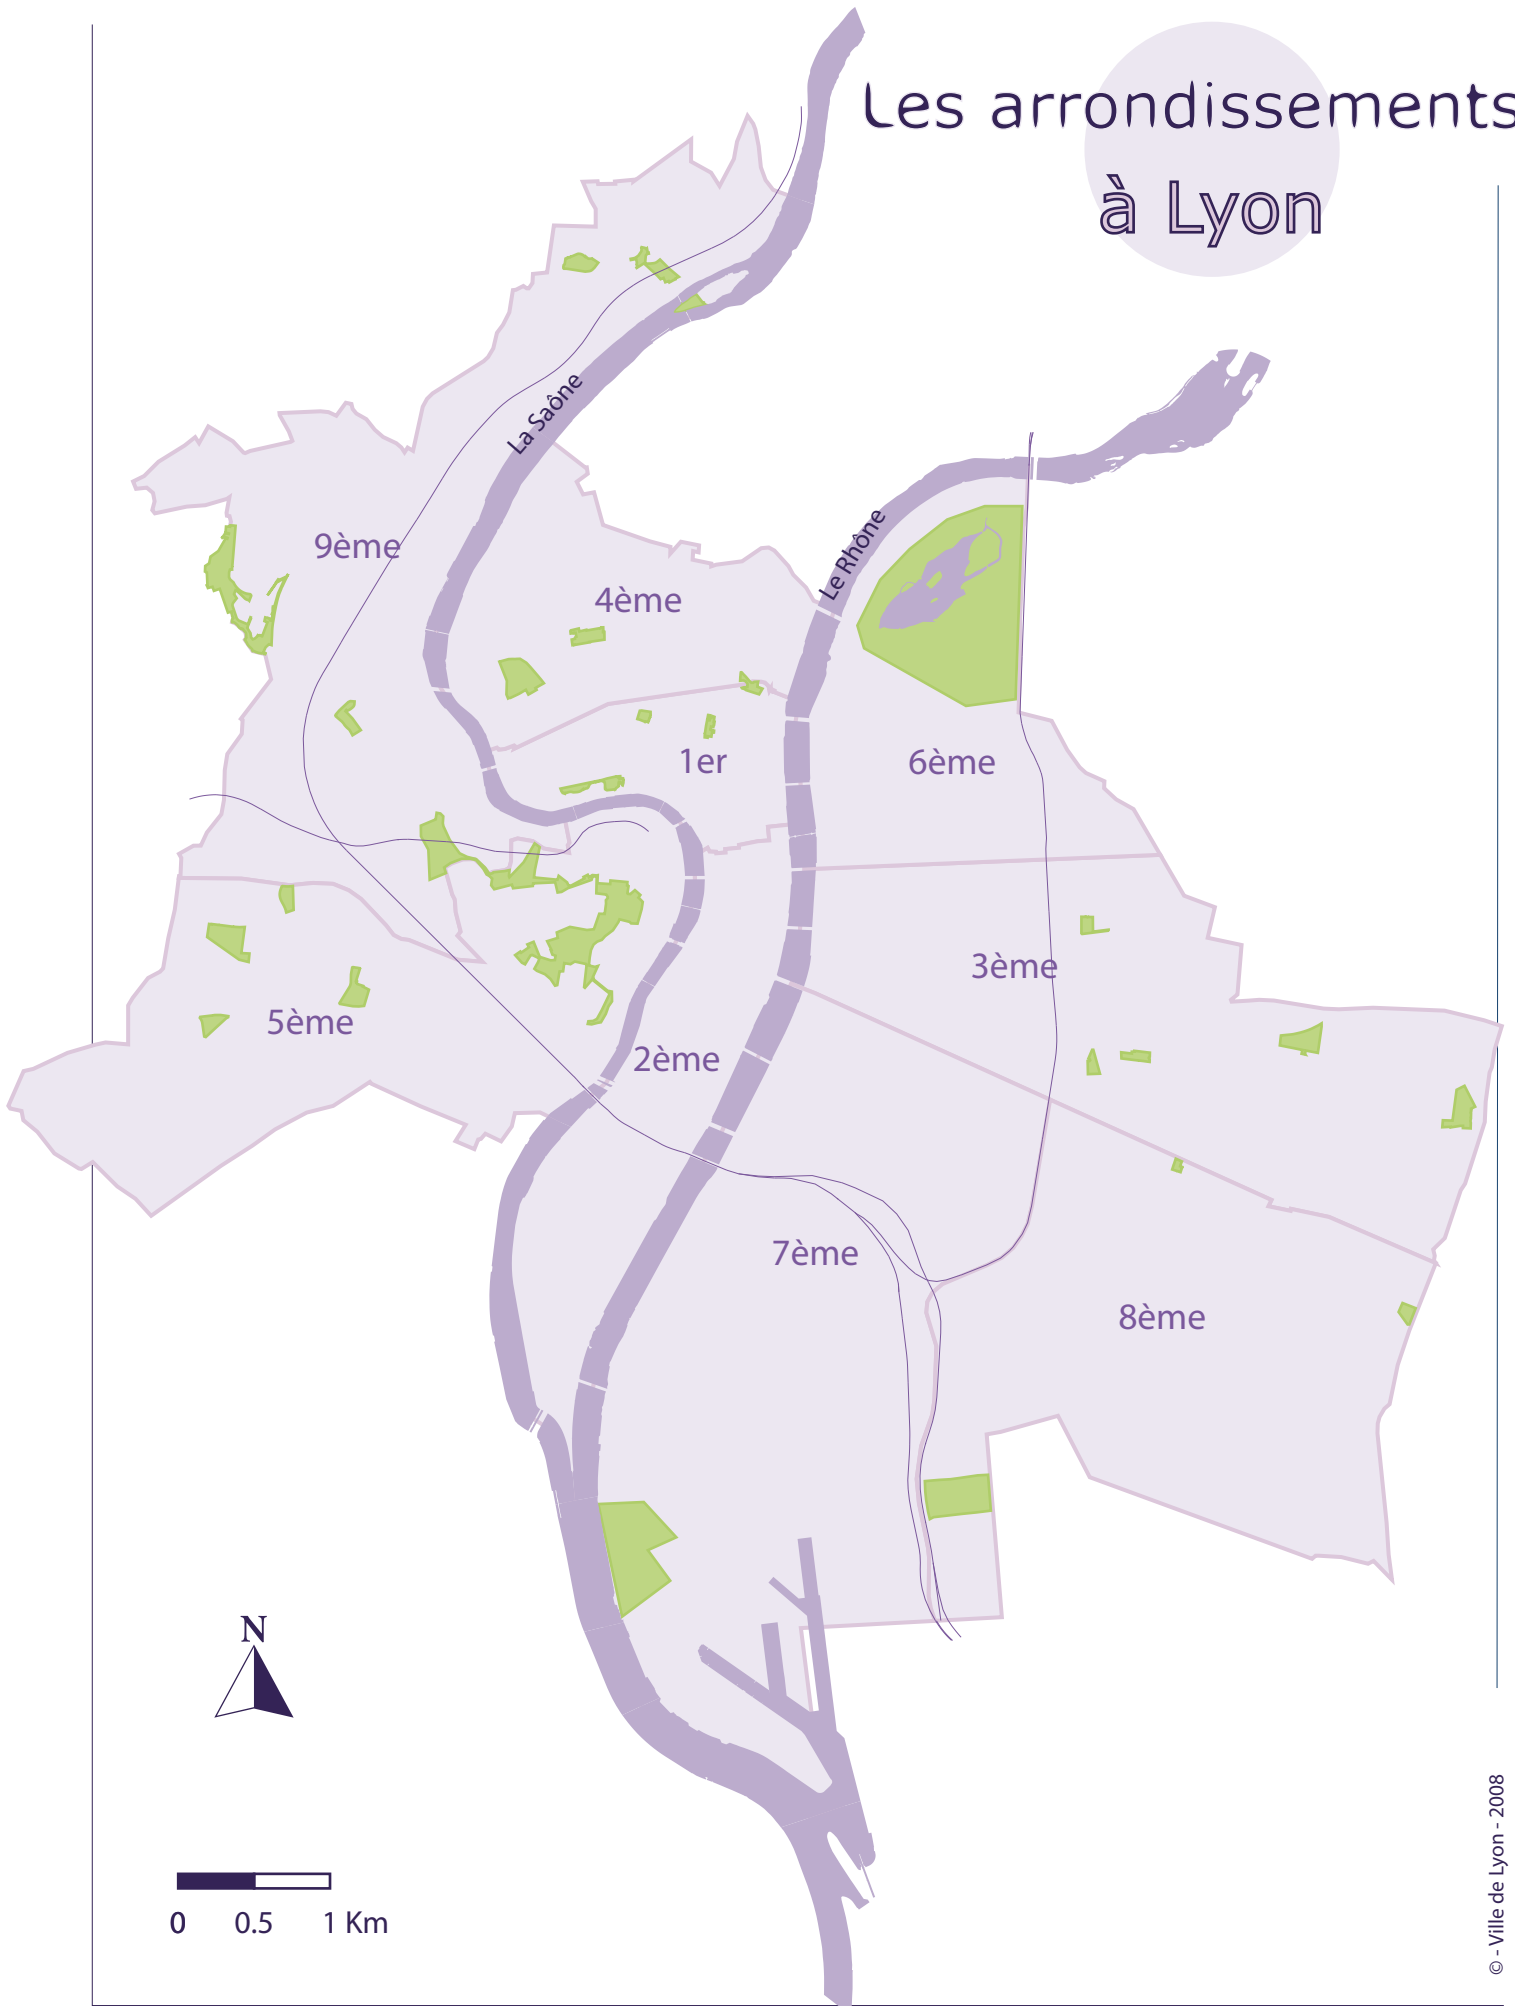 Les arrondissements
à Lyon
La Saône
Le Rhône
9ème
4ème
1er
6ème
3ème
5ème
2ème
7ème
8ème
N
0 0.5 1 Km
© - Ville de Lyon - 2008